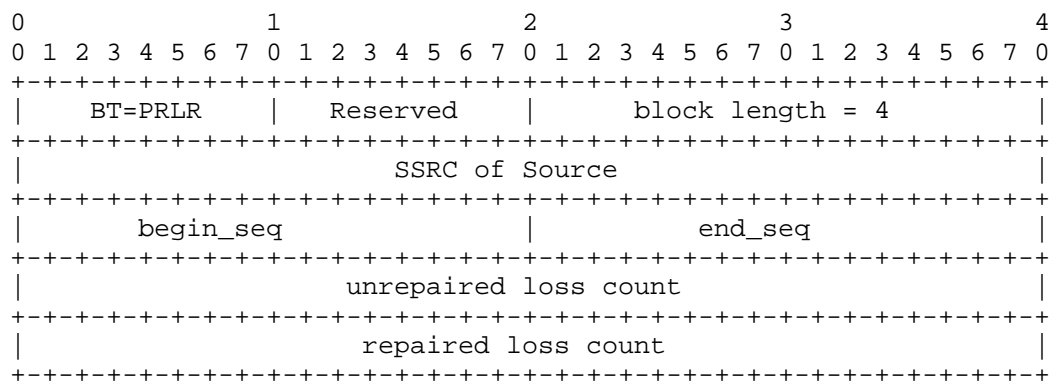 0                 1               2               3               4
0 1 2 3 4 5 6 7 0 1 2 3 4 5 6 7 0 1 2 3 4 5 6 7 0 1 2 3 4 5 6 7 0
+-+-+-+-+-+-+-+-+-+-+-+-+-+-+-+-+-+-+-+-+-+-+-+-+-+-+-+-+-+-+-+-+
|    BT=PRLR    |   Reserved    |      block length = 4         |
+-+-+-+-+-+-+-+-+-+-+-+-+-+-+-+-+-+-+-+-+-+-+-+-+-+-+-+-+-+-+-+-+
|                       SSRC of Source                          |
+-+-+-+-+-+-+-+-+-+-+-+-+-+-+-+-+-+-+-+-+-+-+-+-+-+-+-+-+-+-+-+-+
|       begin_seq               |          end_seq              |
+-+-+-+-+-+-+-+-+-+-+-+-+-+-+-+-+-+-+-+-+-+-+-+-+-+-+-+-+-+-+-+-+
|                    unrepaired loss count                      |
+-+-+-+-+-+-+-+-+-+-+-+-+-+-+-+-+-+-+-+-+-+-+-+-+-+-+-+-+-+-+-+-+
|                     repaired loss count                       |
+-+-+-+-+-+-+-+-+-+-+-+-+-+-+-+-+-+-+-+-+-+-+-+-+-+-+-+-+-+-+-+-+